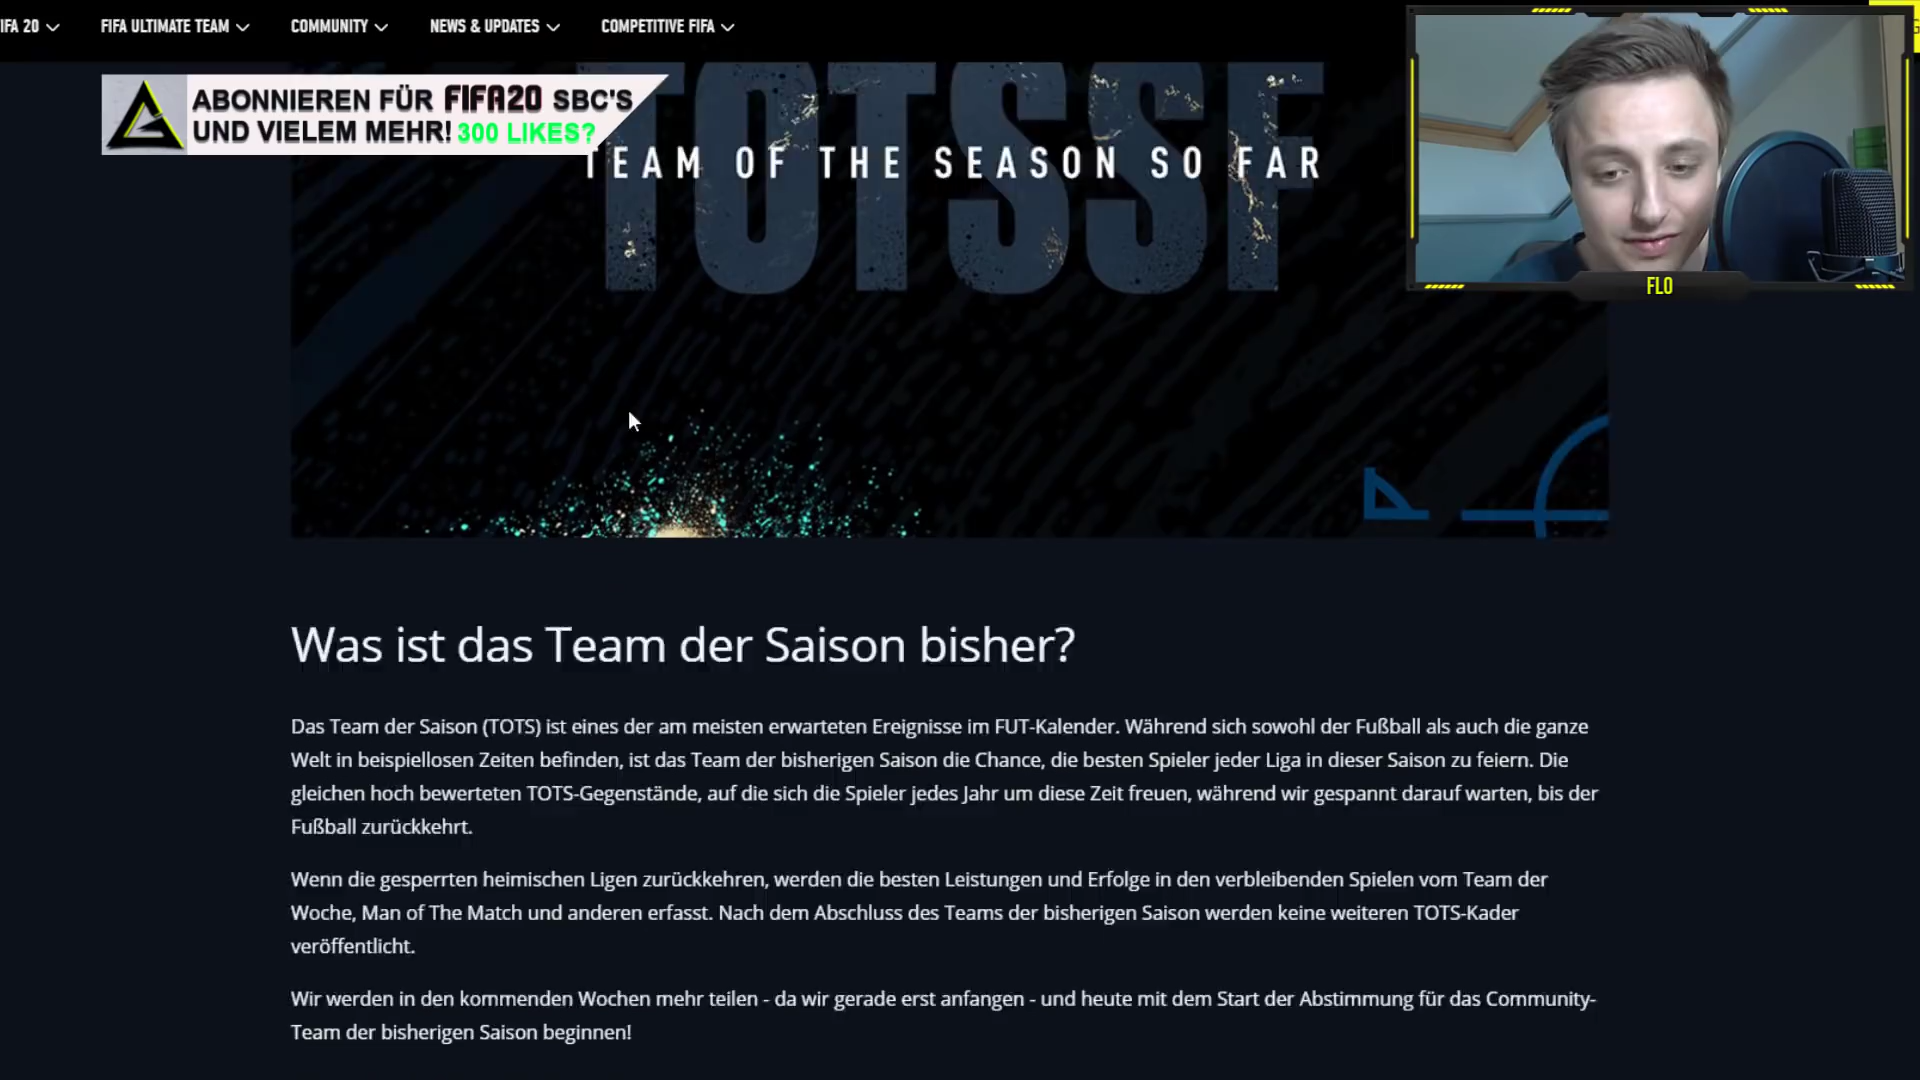 IFA 20
FIFA ULTIMATE TEAM
COMMUNITY
NEWS & UPDATES
COMPETITIVE FIFA
ABONNIEREN FÜR FIFA20 SBC'S
UND VIELEM MEHR! 300 LIKES?
TOTSSF
TEAM OF THE SEASON SO FAR
FLO
Was ist das Team der Saison bisher?
Das Team der Saison (TOTS) ist eines der am meisten erwarteten Ereignisse im FUT-Kalender. Während sich sowohl der Fußball als auch die ganze
Welt in beispiellosen Zeiten befinden, ist das Team der bisherigen Saison die Chance, die besten Spieler jeder Liga in dieser Saison zu feiern. Die
gleichen hoch bewerteten TOTS-Gegenstände, auf die sich die Spieler jedes Jahr um diese Zeit freuen, während wir gespannt darauf warten, bis der
Fußball zurückkehrt.
Wenn die gesperrten heimischen Ligen zurückkehren, werden die besten Leistungen und Erfolge in den verbleibenden Spielen vom Team der
Woche, Man of The Match und anderen erfasst. Nach dem Abschluss des Teams der bisherigen Saison werden keine weiteren TOTS-Kader
veröffentlicht.
Wir werden in den kommenden Wochen mehr teilen - da wir gerade erst anfangen - und heute mit dem Start der Abstimmung für das Community-
Team der bisherigen Saison beginnen!